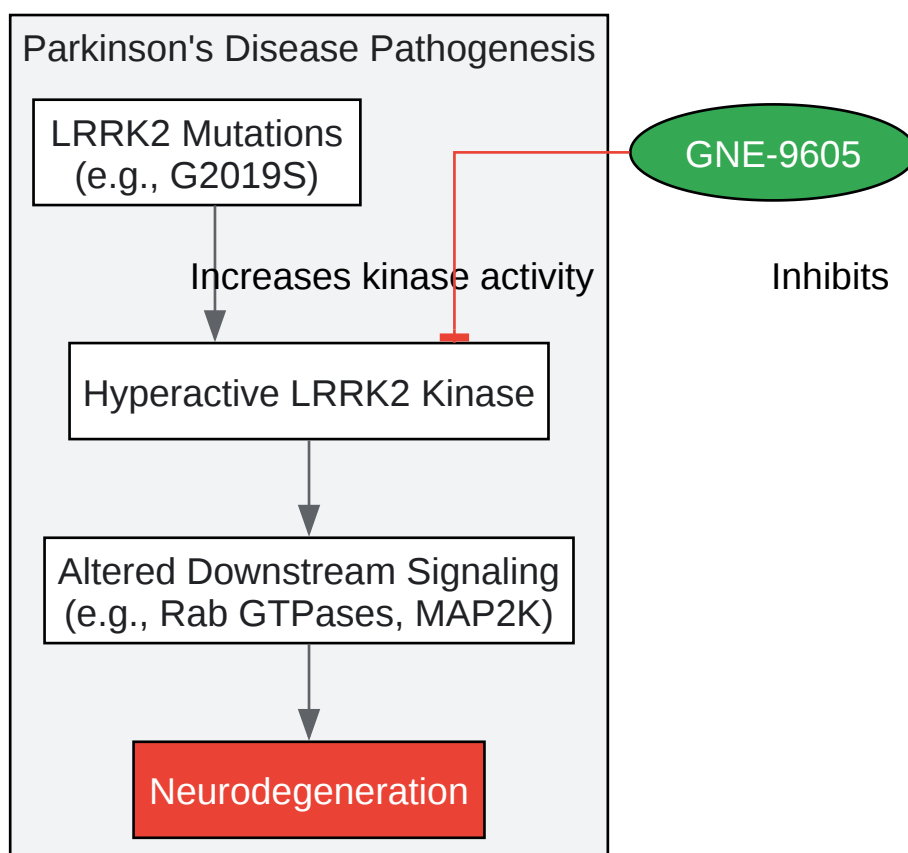 Parkinson's Disease Pathogenesis
LRRK2 Mutations
(e.g., G2019S)
GNE-9605
Increases kinase activity
Inhibits
Hyperactive LRRK2 Kinase
Altered Downstream Signaling
(e.g., Rab GTPases, MAP2K)
Neurodegeneration